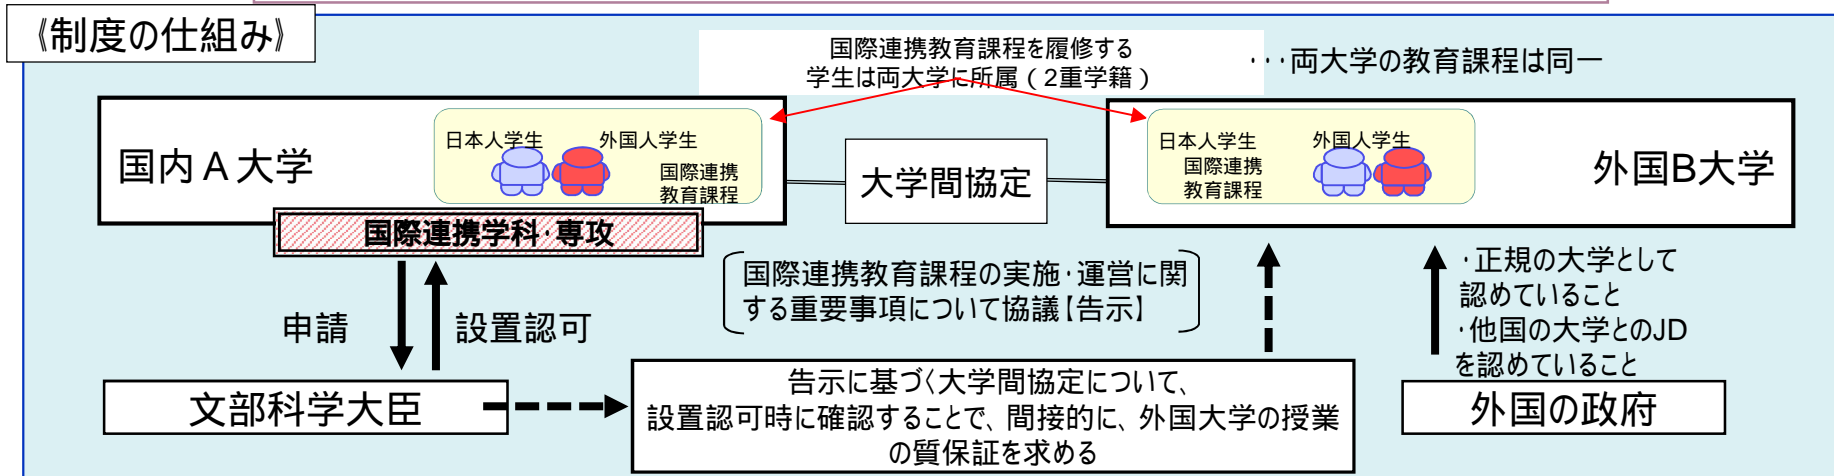 《制度の仕組み》
国際連携教育課程を履修する
学生は両大学に所属（2重学籍）
・・・両大学の教育課程は同一
国内Ａ大学
日本人学生
外国人学生
国際連携
教育課程
国際連携学科・専攻
大学間協定
日本人学生
外国人学生
国際連携
教育課程
外国B大学
国際連携教育課程の実施・運営に関
する重要事項について協議【告示】
申請
設置認可
・正規の大学として
認めていること
・他国の大学とのJD
を認めていること
文部科学大臣
告示に基づく大学間協定について、
設置認可時に確認することで、間接的に、外国大学の授業
の質保証を求める
外国の政府